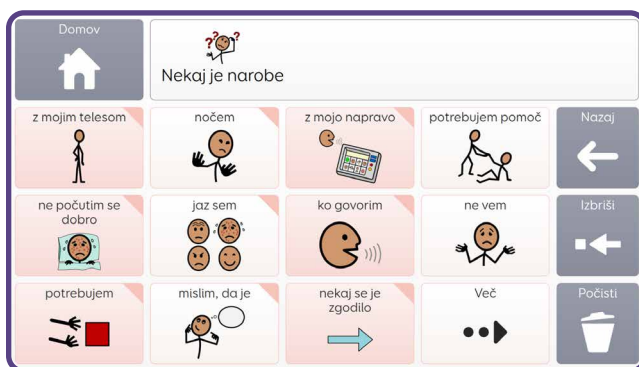 Domov
Nekaj je narobe
z mojim telesom
nočem
z mojo napravo
potrebujem pomoč
Nazaj
ne počutim se
dobro
jaz sem
ko govorim
ne vem
Izbriši
potrebujem
mislim, da je
nekaj se je
zgodilo
Več
Počisti